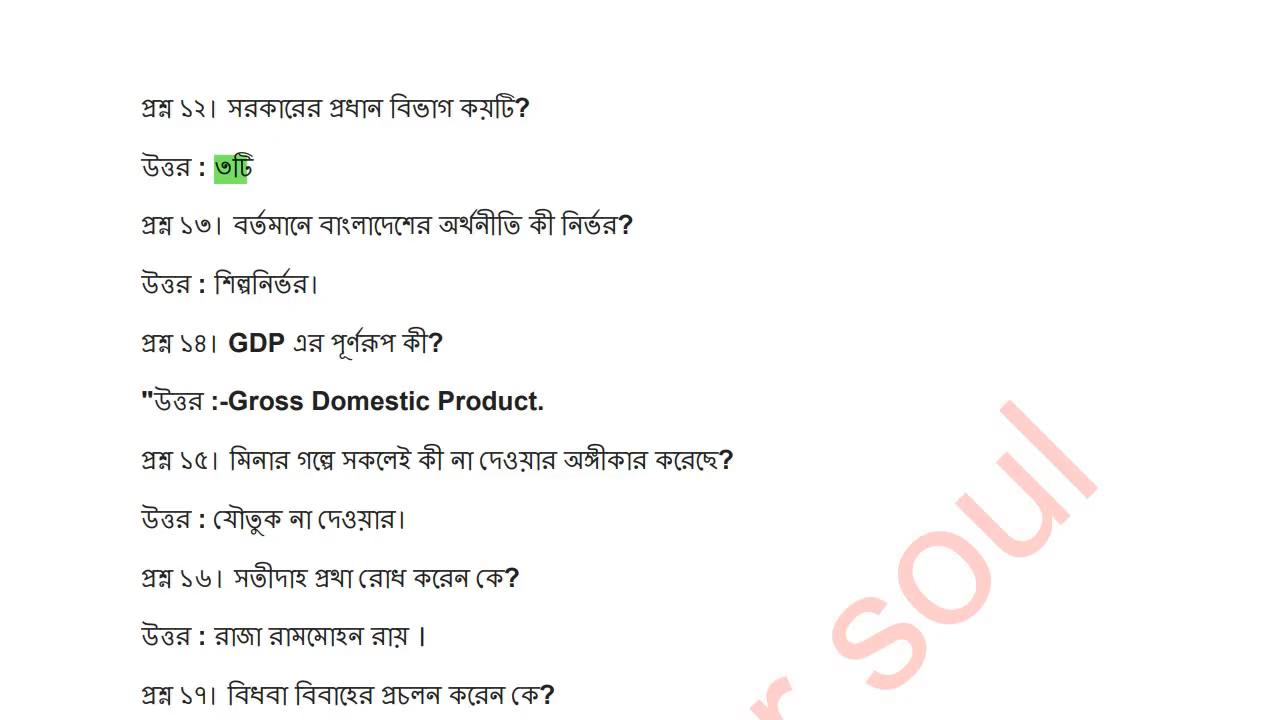 প্রশ্ন ১২। সরকারের প্রধান বিভাগ কয়টি?
উত্তর : ৩টি
প্রশ্ন ১৩। বর্তমানে বাংলাদেশের অর্থনীতি কী নির্ভর?
উত্তর : শিল্পনির্ভর।
প্রশ্ন ১৪। GDP এর পূর্ণরূপ কী?
"উত্তর :-Gross Domestic Product.
প্রশ্ন ১৫। মিনার গল্পে সকলেই কী না দেওয়ার অঙ্গীকার করেছে?
উত্তর : যৌতুক না দেওয়ার।
প্রশ্ন ১৬। সতীদাহ প্রথা রোধ করেন কে?
উত্তর : রাজা রামমোহন রায় ।
প্রশ্ন ১৭। বিধবা বিবাহের প্রচলন করেন কে?
soul